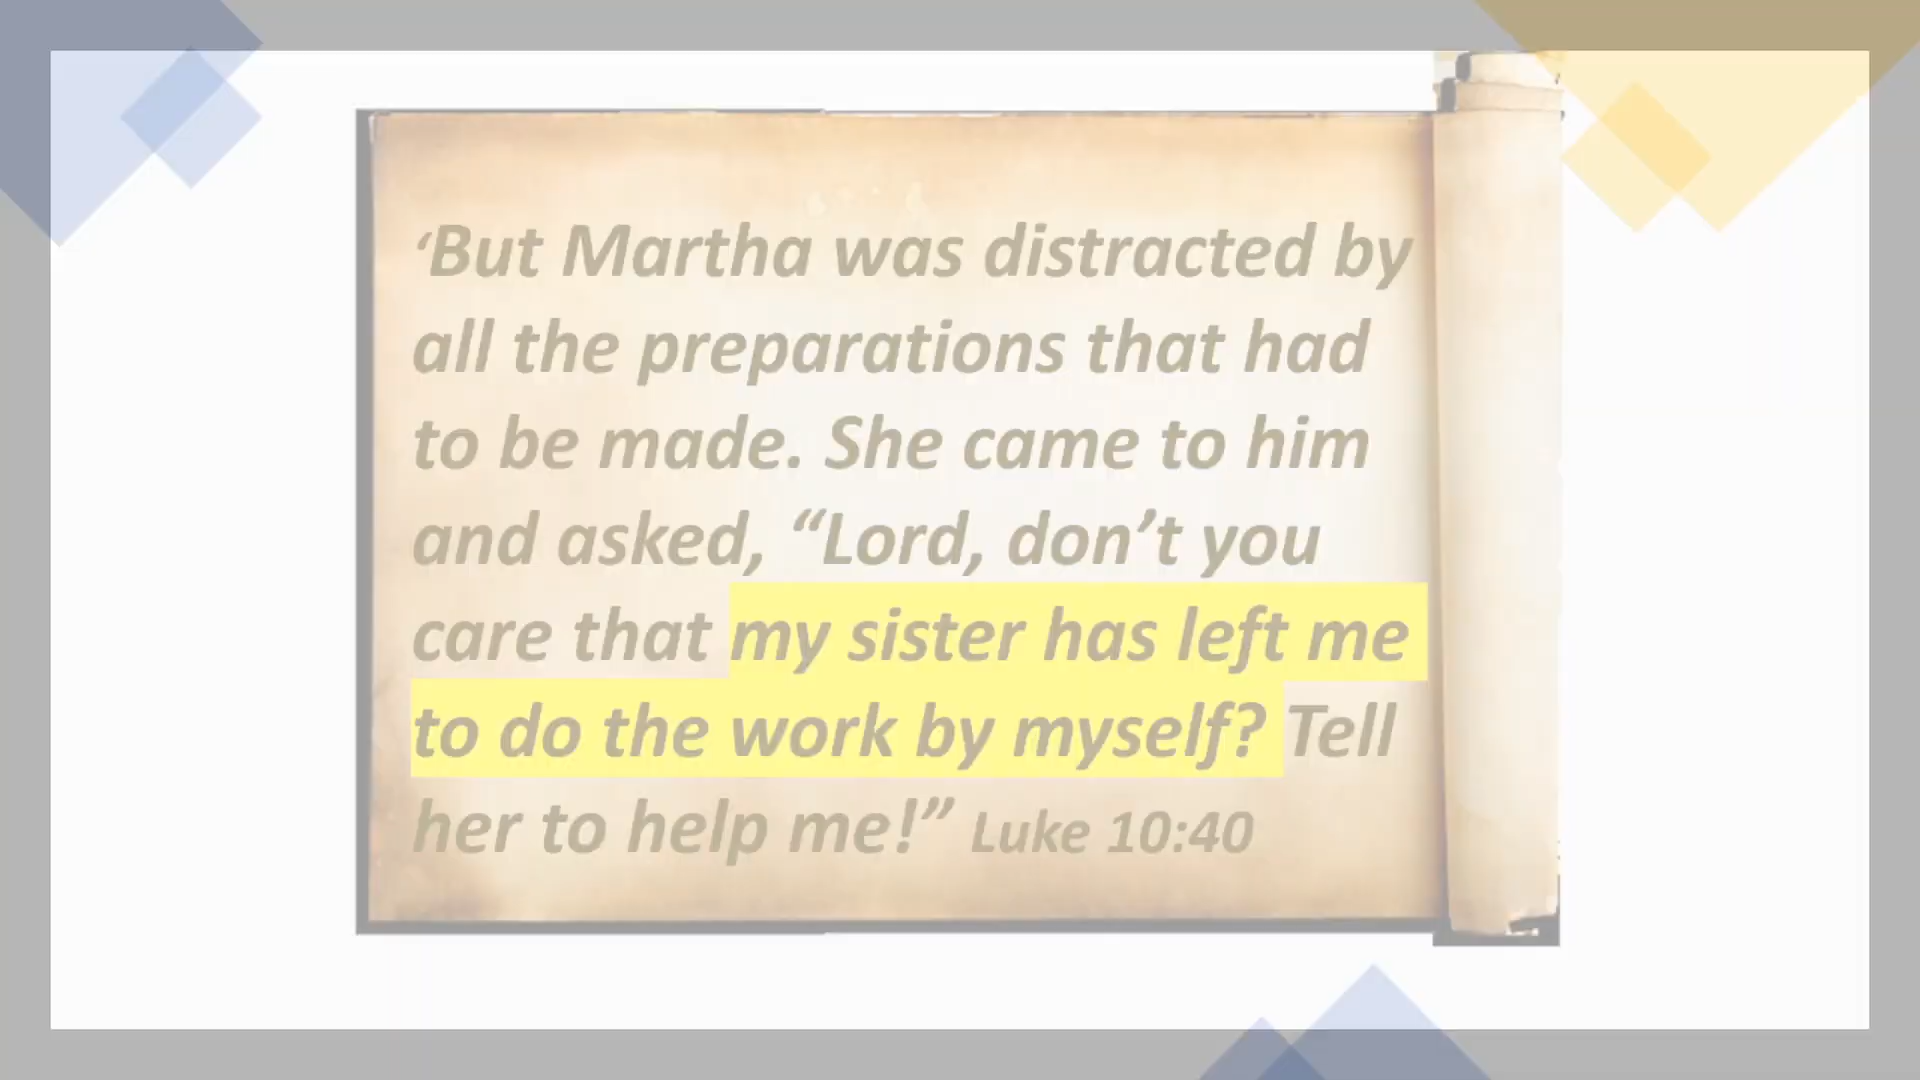 ‘But Martha was distracted by
all the preparations that had
to be made. She came to him
and asked, “Lord, don’t you
care that my sister has left me
to do the work by myself? Tell
her to help me!” Luke 10:40